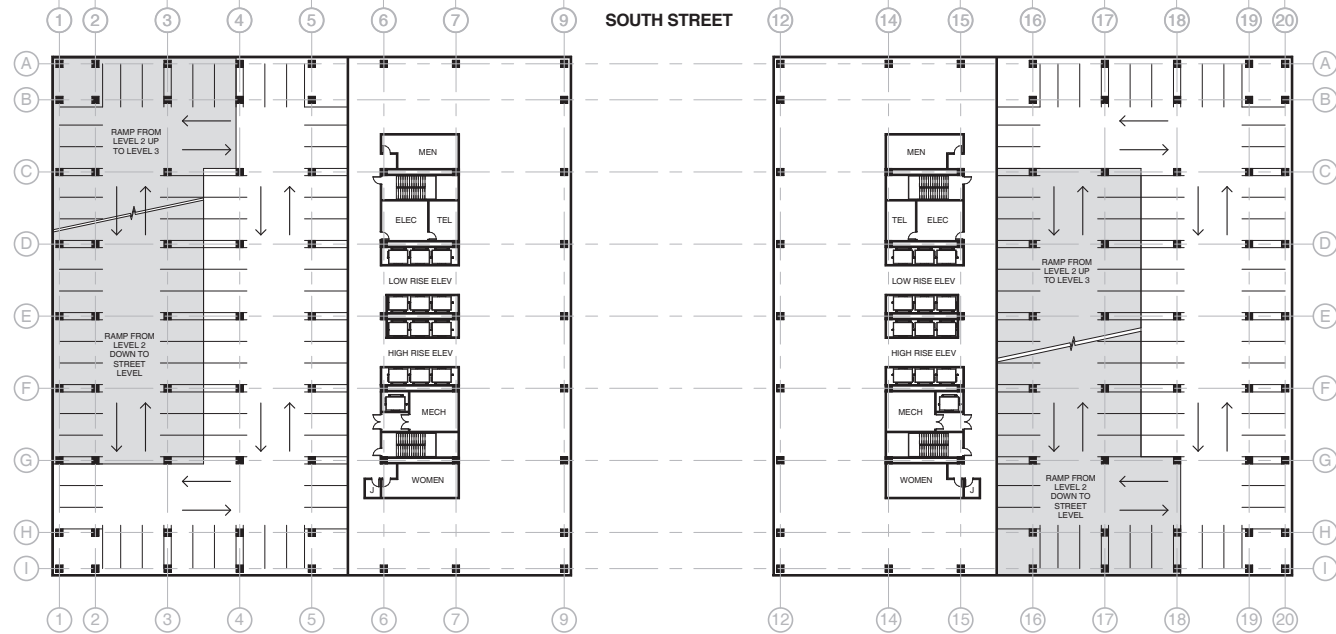 1 2 3 4 5 6 7 9 SOUTH STREET 12 14 15 16 17 18 19 20
A A
B B
RAMP FROM
LEVEL 2 UP
TO LEVEL 3
MEN
MEN
C C
ELEC TEL
TEL ELEC
D D
LOW RISE ELEV
LOW RISE ELEV
RAMP FROM
LEVEL 2 UP
TO LEVEL 3
E E
RAMP FROM
LEVEL 2
DOWN TO
STREET
LEVEL
HIGH RISE ELEV
HIGH RISE ELEV
F F
MECH
MECH
G G
J WOMEN
WOMEN J
RAMP FROM
LEVEL 2
DOWN TO
STREET
LEVEL
H H
I I
1 2 3 4 5 6 7 9 12 14 15 16 17 18 19 20